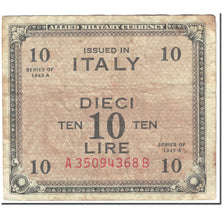 ALLIED MILITARY CURRENCY
10 ISSUED IN 10
ITALY
SERIES OF 1943 A
SERIES OF 1943 A
DIECI
TEN 10 TEN
LIRE
A35094368B
10 10